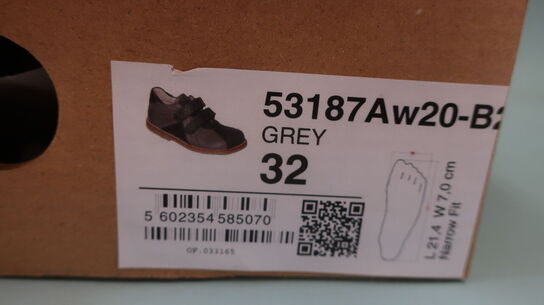 53187Aw20-B2
GREY
32
5 602354 585070
OF.033165
L 21,4 W 7,0 cm
Narrow Fit